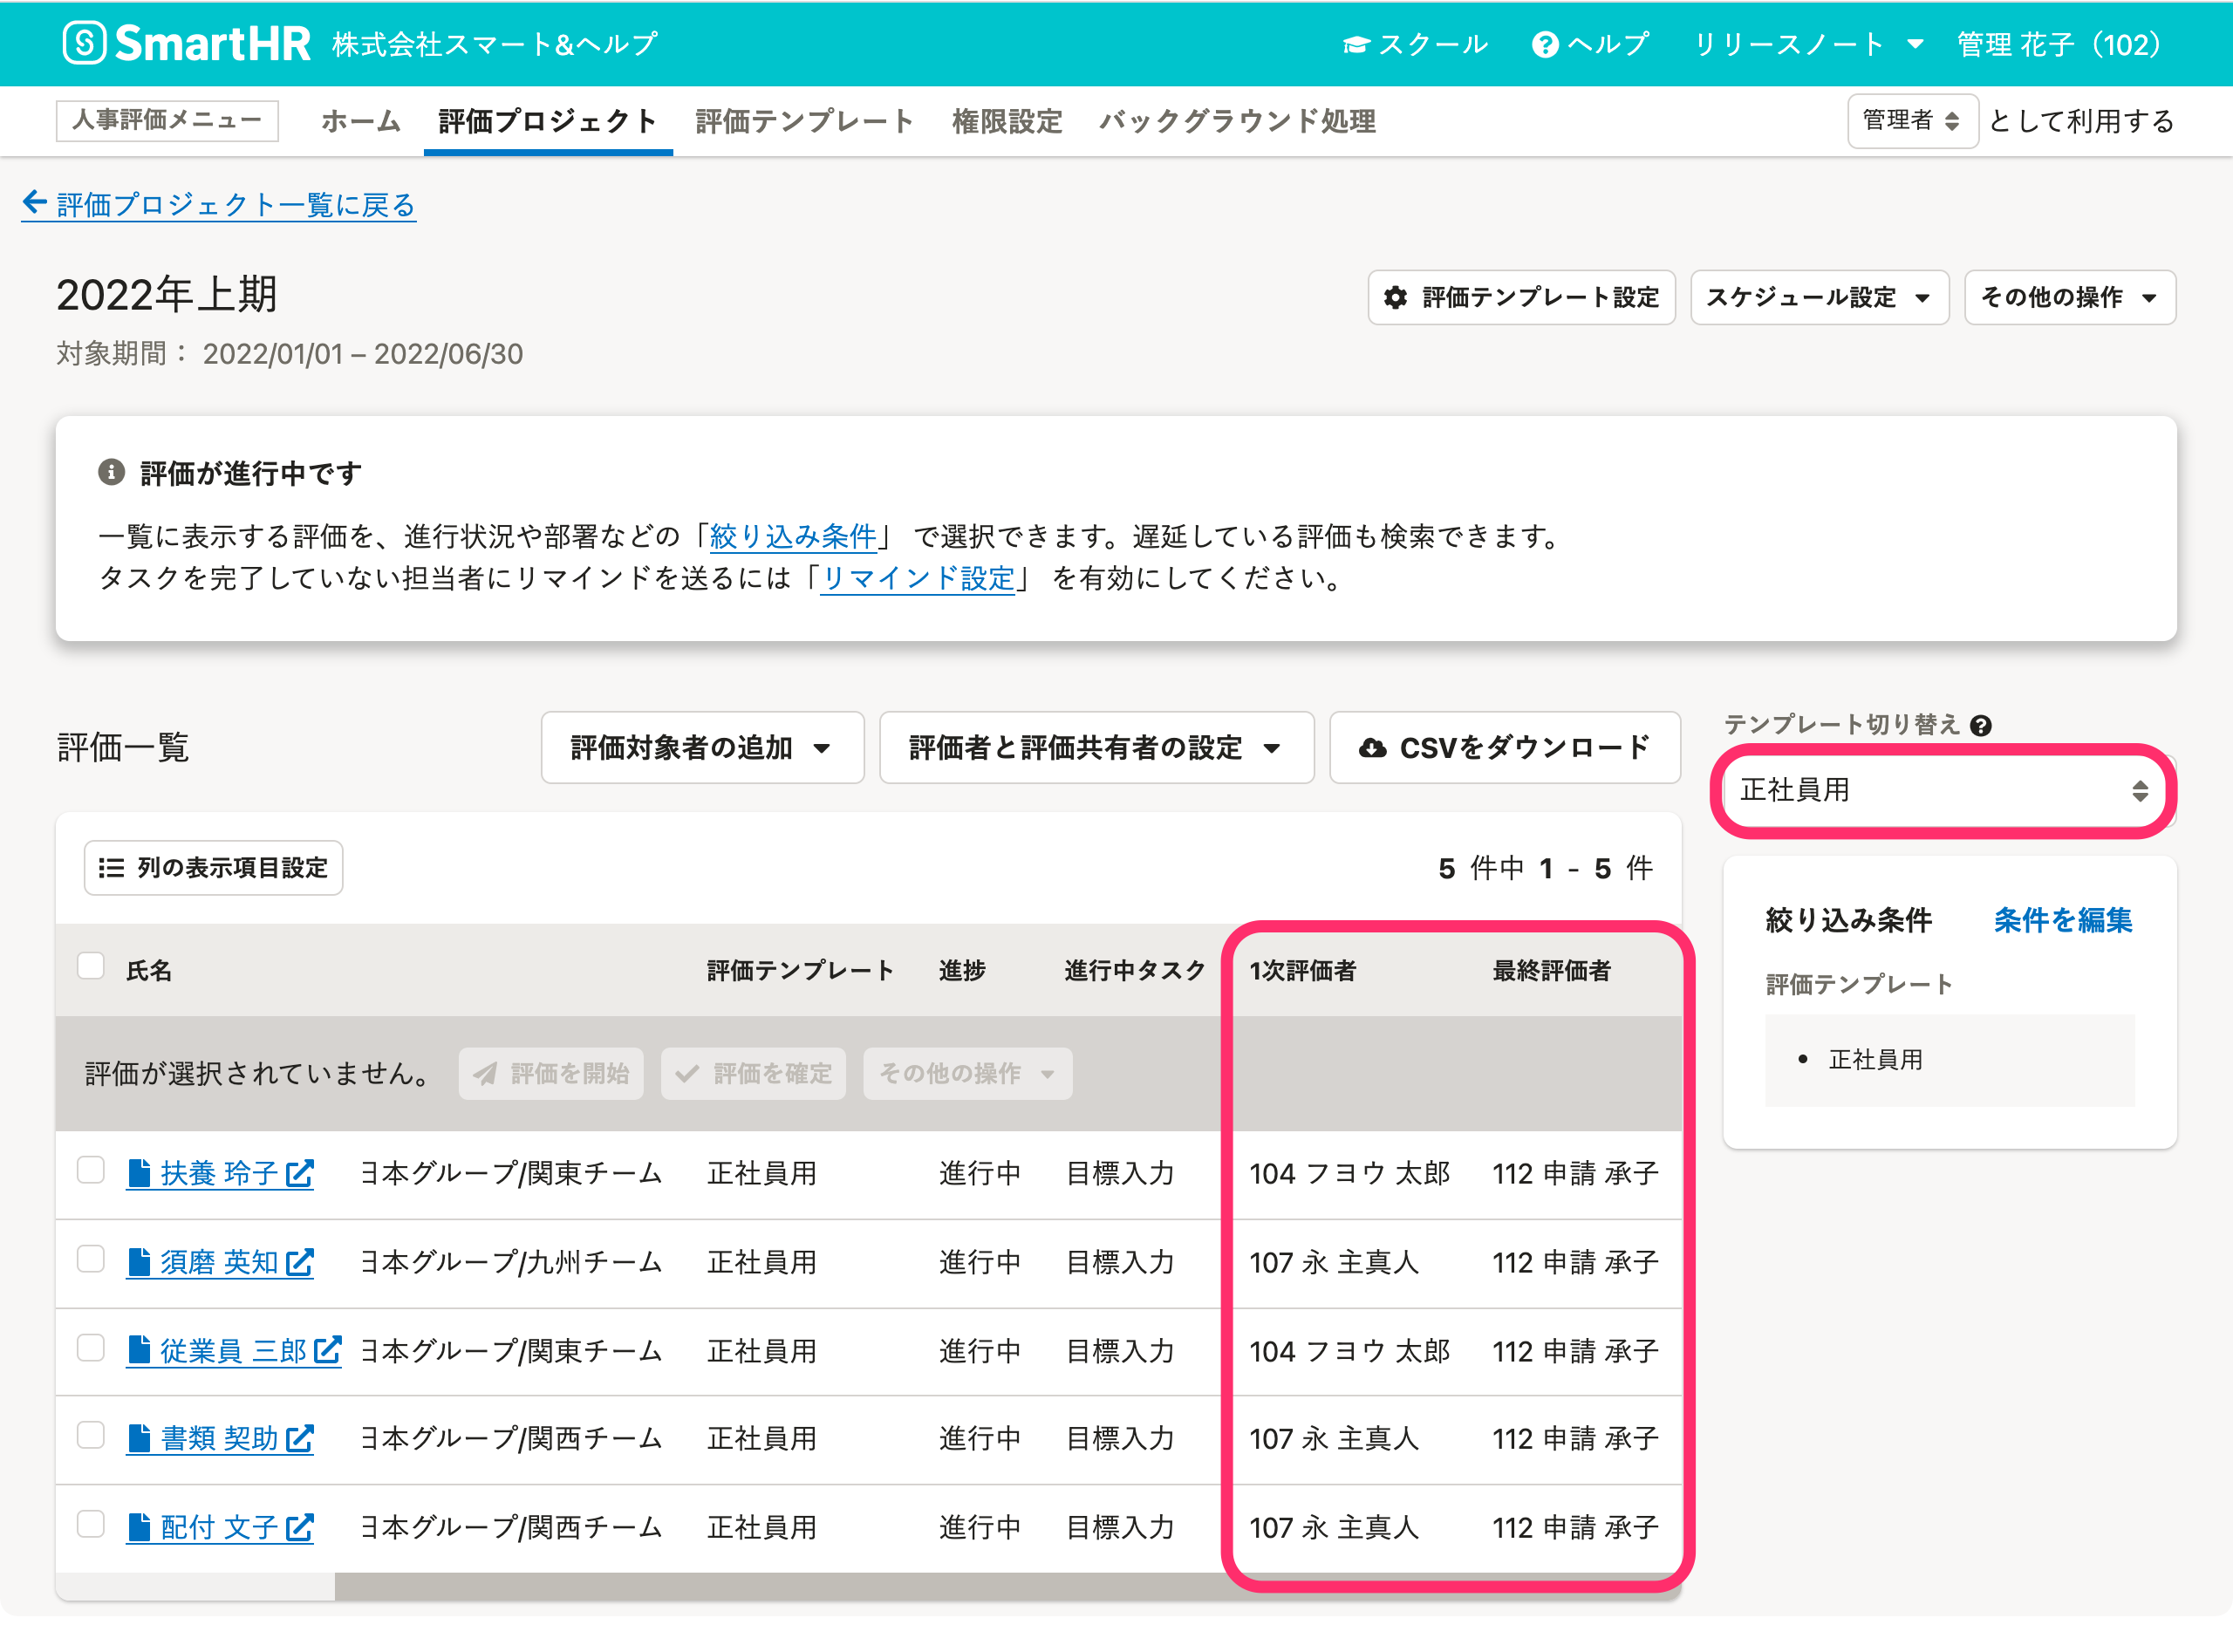 SmartHR 株式会社スマート&ヘルプ スクール ヘルプ リリースノート 管理 花子（102）
人事評価メニュー ホーム 評価プロジェクト 評価テンプレート 権限設定 バックグラウンド処理 管理者 として利用する
評価プロジェクト一覧に戻る
2022年上期 評価テンプレート設定 スケジュール設定 その他の操作
対象期間： 2022/01/01 – 2022/06/30
評価が進行中です
一覧に表示する評価を、進行状況や部署などの「絞り込み条件」 で選択できます。遅延している評価も検索できます。
タスクを完了していない担当者にリマインドを送るには「リマインド設定」 を有効にしてください。
評価一覧 評価対象者の追加 評価者と評価共有者の設定 CSVをダウンロード
テンプレート切り替え
正社員用
列の表示項目設定 5 件中 1 - 5 件
絞り込み条件 条件を編集
評価テンプレート
• 正社員用
氏名 評価テンプレート 進捗 進行中タスク 1次評価者 最終評価者
評価が選択されていません。 評価を開始 評価を確定 その他の操作
扶養 玲子 日本グループ/関東チーム 正社員用 進行中 目標入力 104 フヨウ 太郎 112 申請 承子
須磨 英知 日本グループ/九州チーム 正社員用 進行中 目標入力 107 永 主真人 112 申請 承子
従業員 三郎 日本グループ/関東チーム 正社員用 進行中 目標入力 104 フヨウ 太郎 112 申請 承子
書類 契助 日本グループ/関西チーム 正社員用 進行中 目標入力 107 永 主真人 112 申請 承子
配付 文子 日本グループ/関西チーム 正社員用 進行中 目標入力 107 永 主真人 112 申請 承子